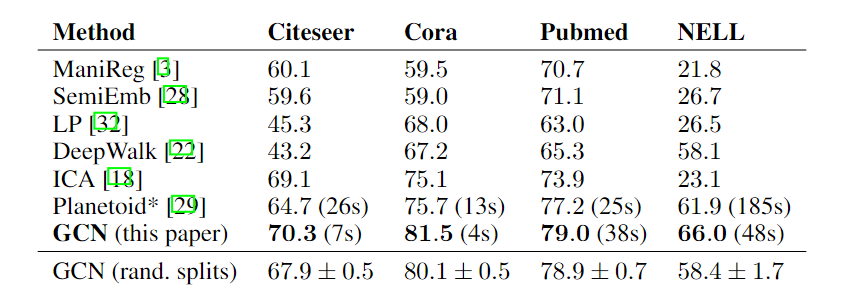 Method Citeseer Cora Pubmed NELL
ManiReg [3] 60.1 59.5 70.7 21.8
SemiEmb [28] 59.6 59.0 71.1 26.7
LP [32] 45.3 68.0 63.0 26.5
DeepWalk [22] 43.2 67.2 65.3 58.1
ICA [18] 69.1 75.1 73.9 23.1
Planetoid* [29] 64.7 (26s) 75.7 (13s) 77.2 (25s) 61.9 (185s)
GCN (this paper) 70.3 (7s) 81.5 (4s) 79.0 (38s) 66.0 (48s)
GCN (rand. splits) 67.9 ± 0.5 80.1 ± 0.5 78.9 ± 0.7 58.4 ± 1.7